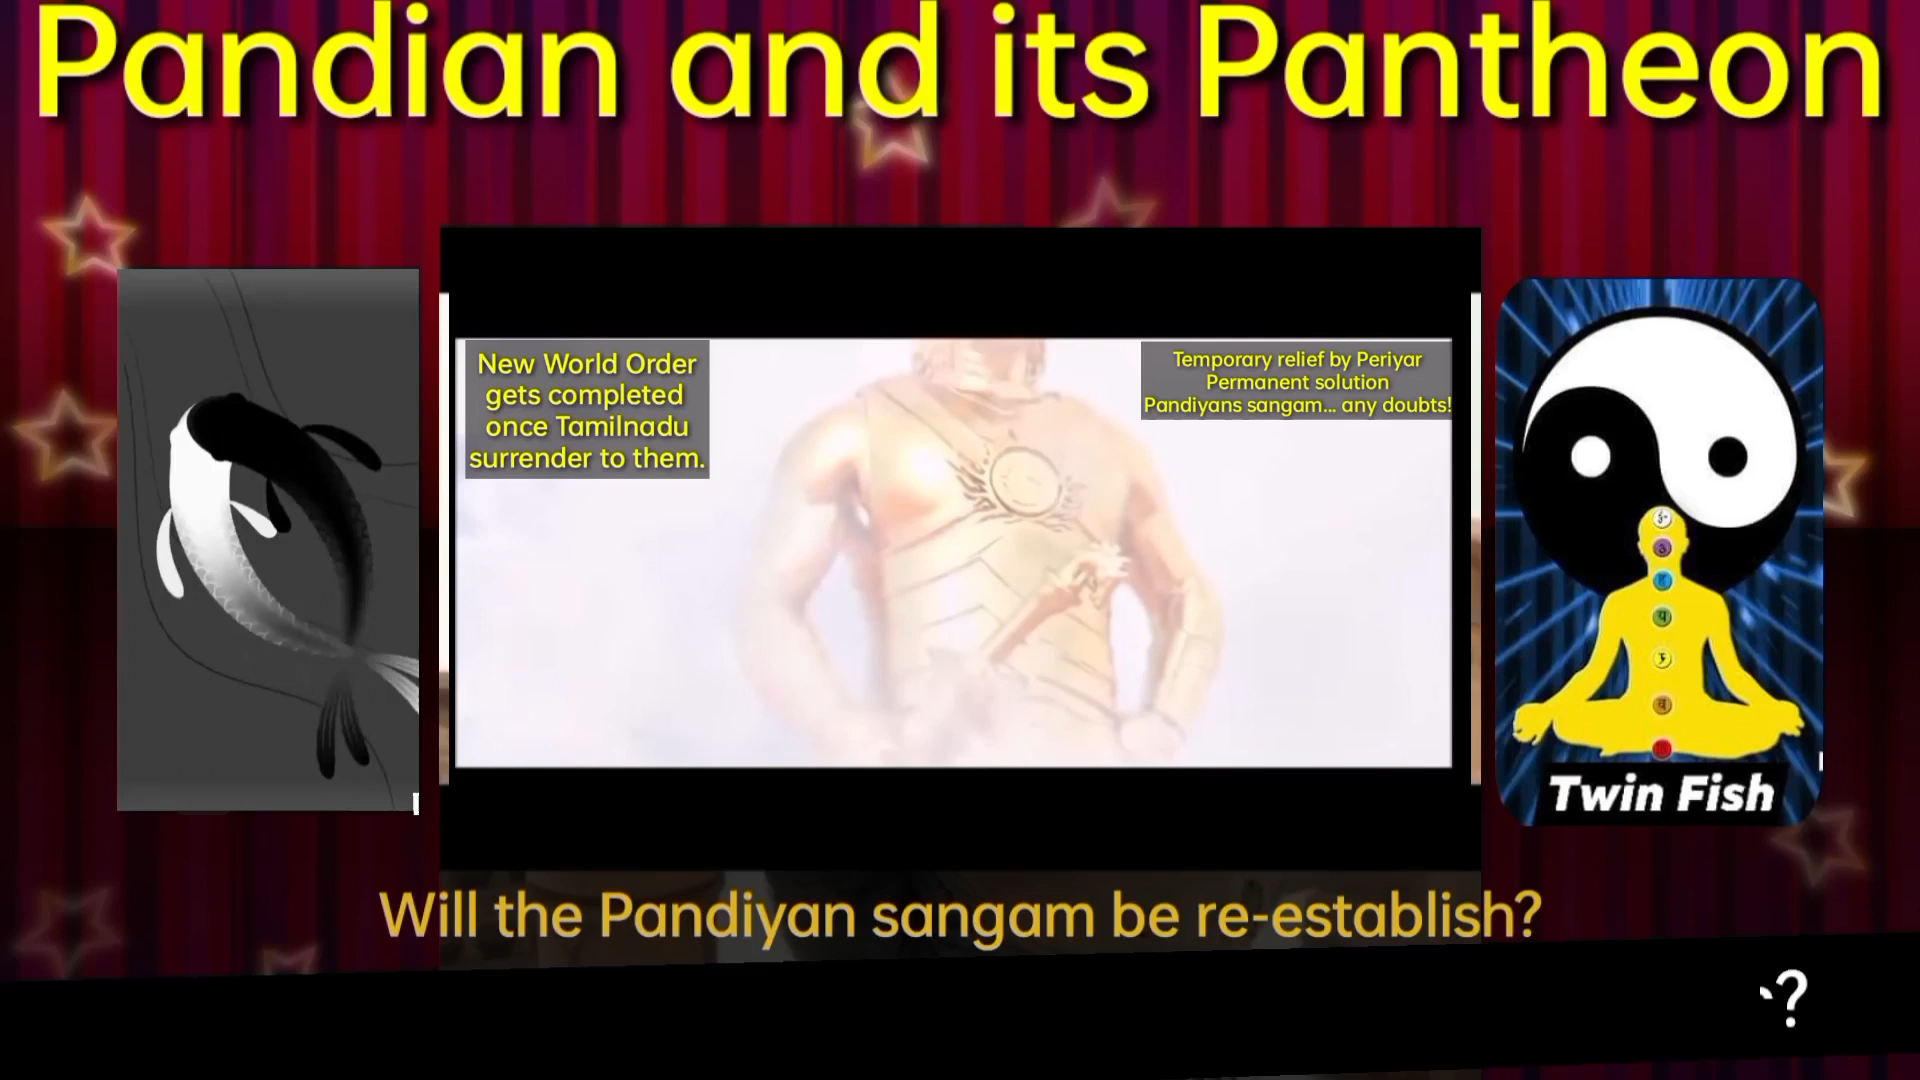 Pandian and its Pantheon
New World Order
gets completed
once Tamilnadu
surrender to them.
Temporary relief by Periyar
Permanent solution
Pandiyans sangam... any doubts!
Twin Fish
Will the Pandiyan sangam be re-establish?
?